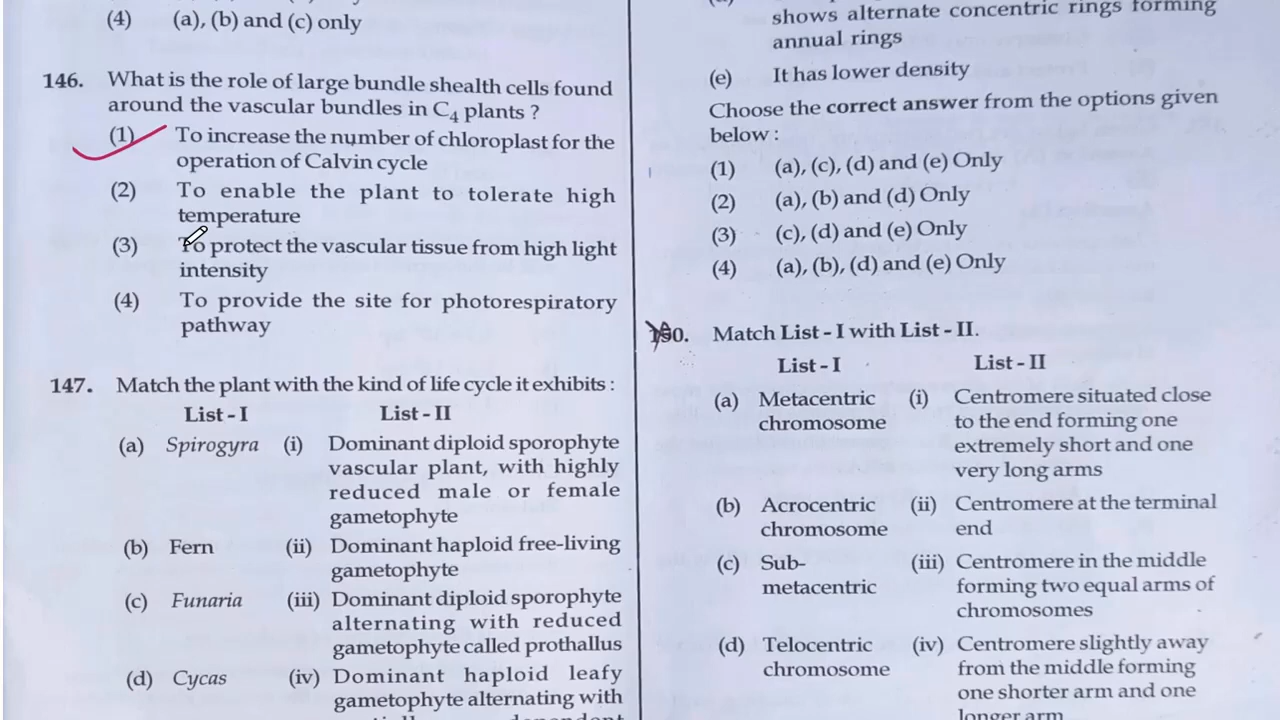 (4) (a), (b) and (c) only
146. What is the role of large bundle shealth cells found
around the vascular bundles in C4 plants ?
(1) To increase the number of chloroplast for the
operation of Calvin cycle
(2) To enable the plant to tolerate high
temperature
(3) To protect the vascular tissue from high light
intensity
(4) To provide the site for photorespiratory
pathway
147. Match the plant with the kind of life cycle it exhibits :
List - I List - II
(a) Spirogyra (i) Dominant diploid sporophyte
vascular plant, with highly
reduced male or female
gametophyte
(b) Fern (ii) Dominant haploid free-living
gametophyte
(c) Funaria (iii) Dominant diploid sporophyte
alternating with reduced
gametophyte called prothallus
(d) Cycas (iv) Dominant haploid leafy
gametophyte alternating with
shows alternate concentric rings forming
annual rings
(e) It has lower density
Choose the correct answer from the options given
below :
(1) (a), (c), (d) and (e) Only
(2) (a), (b) and (d) Only
(3) (c), (d) and (e) Only
(4) (a), (b), (d) and (e) Only
150. Match List - I with List - II.
List - I List - II
(a) Metacentric (i) Centromere situated close
chromosome to the end forming one
extremely short and one
very long arms
(b) Acrocentric (ii) Centromere at the terminal
chromosome end
(c) Sub- (iii) Centromere in the middle
metacentric forming two equal arms of
chromosomes
(d) Telocentric (iv) Centromere slightly away
chromosome from the middle forming
one shorter arm and one
longer arm